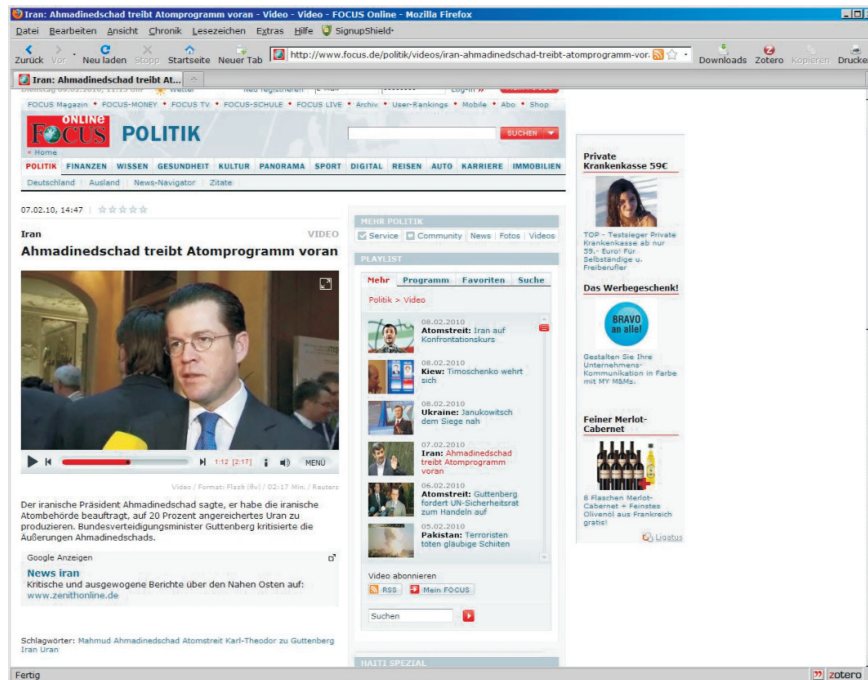 Iran: Ahmadinedschad treibt Atomprogramm voran - Video - Video - FOCUS Online - Mozilla Firefox
Datei Bearbeiten Ansicht Chronik Lesezeichen Extras Hilfe SignupShield
Zurück Vor Neu laden Stopp Startseite Neuer Tab http://www.focus.de/politik/videos/iran-ahmadinedschad-treibt-atomprogramm-vor. Downloads Zotero Kopieren Drucke
Iran: Ahmadinedschad treibt At...
FOCUS Magazin • FOCUS-MONEY • FOCUS TV • FOCUS-SCHULE • FOCUS LIVE • Archiv • User-Rankings • Mobile • Abo • Shop
ONLINE
FOCUS POLITIK
SUCHEN
« Home
POLITIK FINANZEN WISSEN GESUNDHEIT KULTUR PANORAMA SPORT DIGITAL REISEN AUTO KARRIERE IMMOBILIEN
Deutschland Ausland News-Navigator Zitate
07.02.10, 14:47
Iran VIDEO
Ahmadinedschad treibt Atomprogramm voran
1:12 [2:17] MENÜ
Video / Format: Flash (flv) / 02:17 Min. / Reuters
Der iranische Präsident Ahmadinedschad sagte, er habe die iranische
Atombehörde beauftragt, auf 20 Prozent angereichertes Uran zu
produzieren. Bundesverteidigungsminister Guttenberg kritisierte die
Äußerungen Ahmadinedschads.
Google Anzeigen
News iran
Kritische und ausgewogene Berichte über den Nahen Osten auf:
www.zenithonline.de
Schlagwörter: Mahmud Ahmadinedschad Atomstreit Karl-Theodor zu Guttenberg
Iran Uran
MEHR POLITIK
Service Community News Fotos Videos
PLAYLIST
Mehr Programm Favoriten Suche
Politik > Video
08.02.2010
Atomstreit: Iran auf
Konfrontationskurs
08.02.2010
Kiew: Timoschenko wehrt
sich
08.02.2010
Ukraine: Janukowitsch
dem Siege nah
07.02.2010
Iran: Ahmadinedschad
treibt Atomprogramm
voran
06.02.2010
Atomstreit: Guttenberg
fordert UN-Sicherheitsrat
zum Handeln auf
05.02.2010
Pakistan: Terroristen
töten gläubige Schiiten
Video abonnieren
RSS Mein FOCUS
Suchen
HAITI SPEZIAL
Private
Krankenkasse 59€
TOP - Testsieger Private
Krankenkasse ab nur
59,- Euro! Für
Selbständige u.
Freiberufler
Das Werbegeschenk!
BRAVO
an alle!
Gestalten Sie Ihre
Unternehmens-
Kommunikation in Farbe
mit MY M&Ms.
Feiner Merlot-
Cabernet
8 Flaschen Merlot-
Cabernet + Feinstes
Olivenöl aus Frankreich
gratis!
Ligatus
Fertig zotero